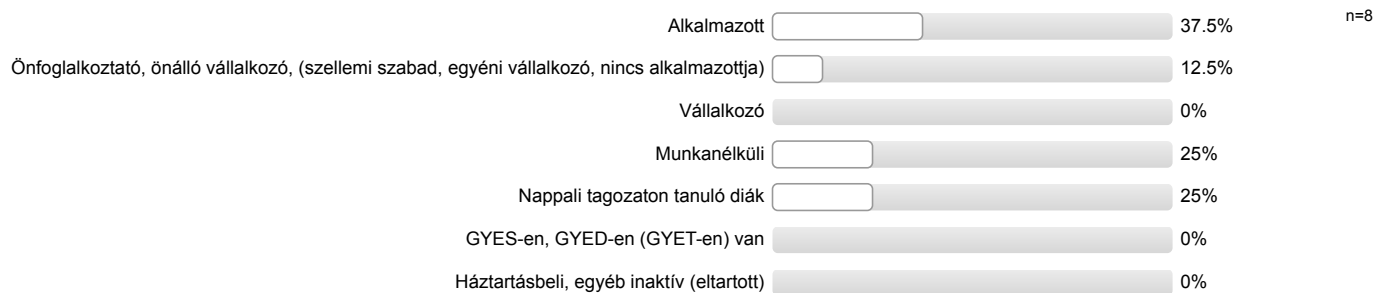 Alkalmazott 37.5% n=8
Önfoglalkoztató, önálló vállalkozó, (szellemi szabad, egyéni vállalkozó, nincs alkalmazottja) 12.5%
Vállalkozó 0%
Munkanélküli 25%
Nappali tagozaton tanuló diák 25%
GYES-en, GYED-en (GYET-en) van 0%
Háztartásbeli, egyéb inaktív (eltartott) 0%